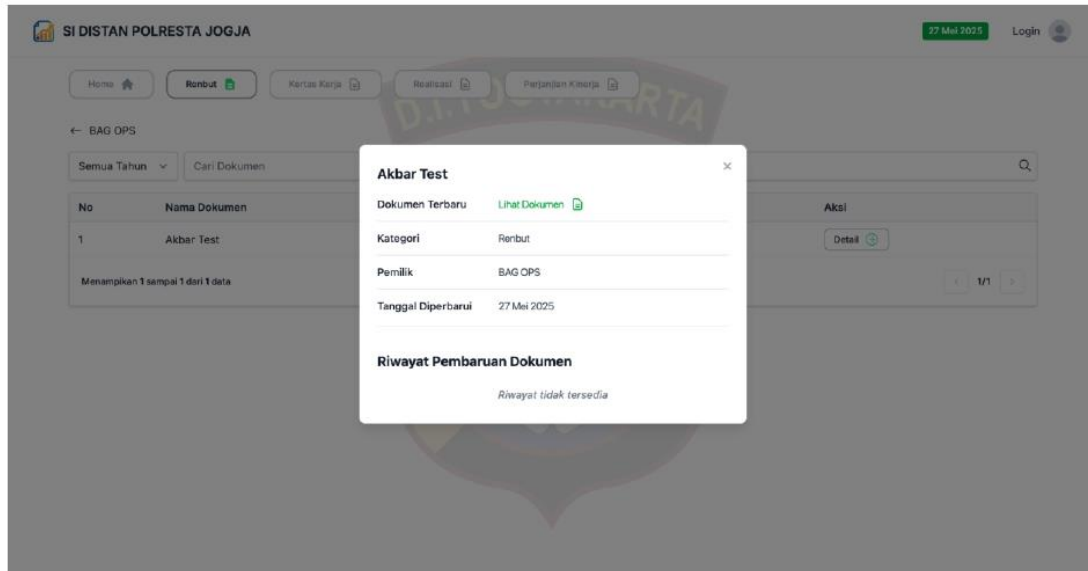 SI DISTAN POLRESTA JOGJA
27 Mei 2025 Login
Home Renbut Kertas Kerja Realisasi Perjanjian Kinerja
D.I. YOGYAKARTA
← BAG OPS
Semua Tahun Cari Dokumen
No Nama Dokumen Aksi
1 Akbar Test Detail
Menampilkan 1 sampai 1 dari 1 data
1/1
Akbar Test
Dokumen Terbaru Lihat Dokumen
Kategori Renbut
Pemilik BAG OPS
Tanggal Diperbarui 27 Mei 2025
Riwayat Pembaruan Dokumen
Riwayat tidak tersedia